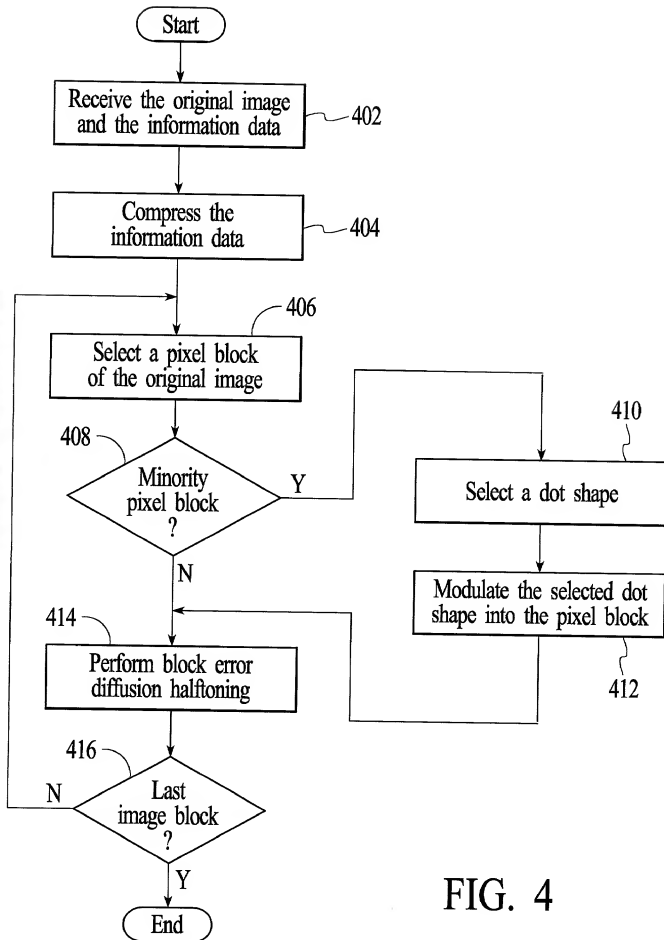 Start
Receive the original image
and the information data
402
Compress the
information data
404
406
Select a pixel block
of the original image
408
Minority
pixel block
?
Y
N
410
Select a dot shape
Modulate the selected dot
shape into the pixel block
412
414
Perform block error
diffusion halftoning
416
Last
image block
?
N
Y
End
FIG. 4